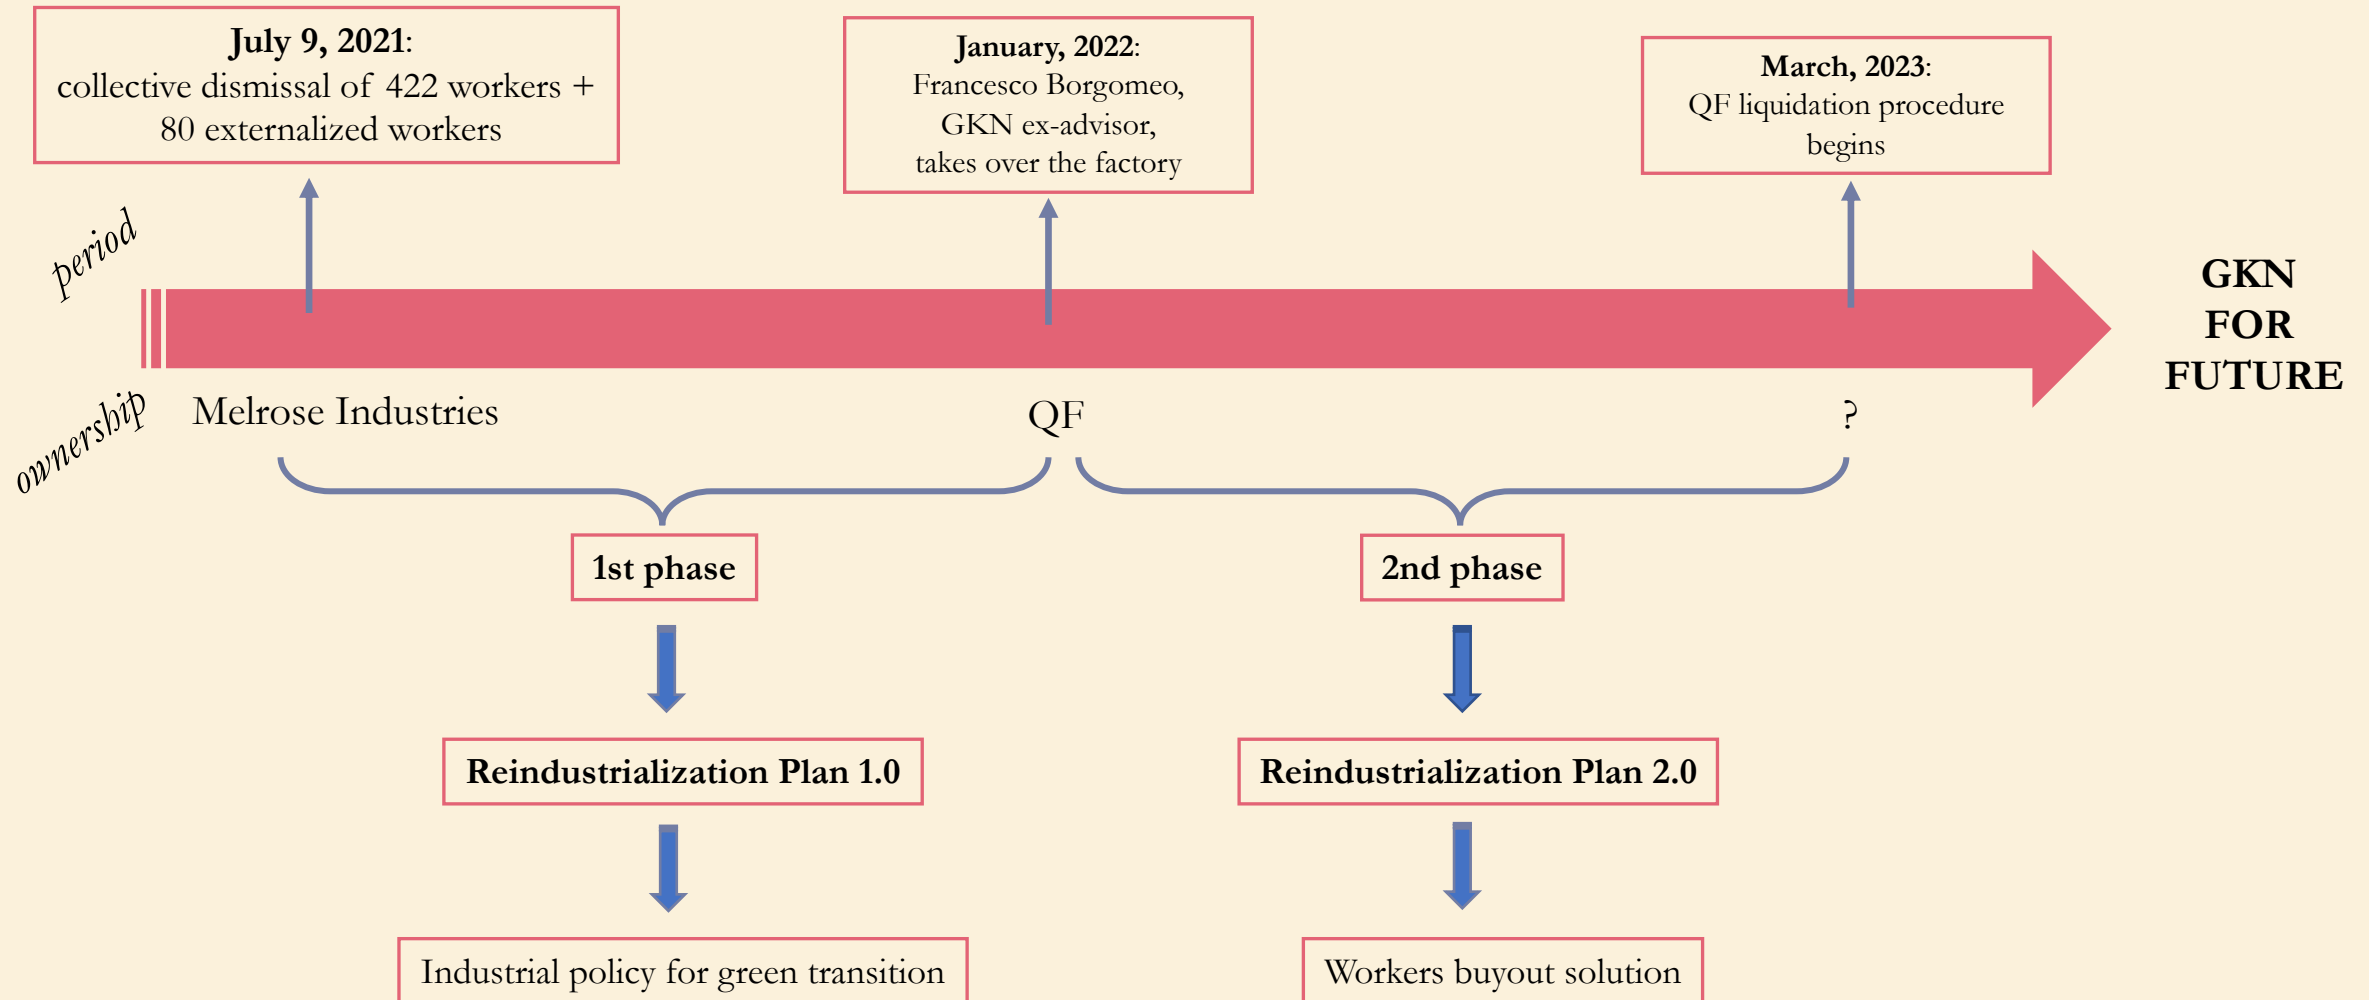 July 9, 2021:
collective dismissal of 422 workers +
80 externalized workers
January, 2022:
Francesco Borgomeo,
GKN ex-advisor,
takes over the factory
March, 2023:
QF liquidation procedure
begins
period
GKN
FOR
FUTURE
ownership
Melrose Industries
QF
?
1st phase
2nd phase
Reindustrialization Plan 1.0
Reindustrialization Plan 2.0
Industrial policy for green transition
Workers buyout solution